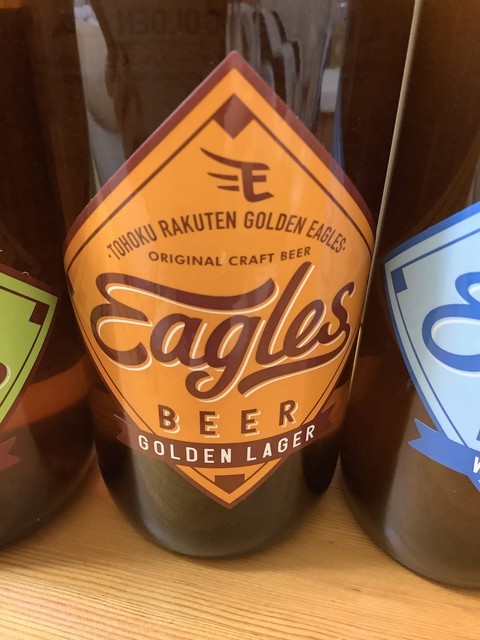 E
·TOHOKU RAKUTEN GOLDEN EAGLES·
ORIGINAL CRAFT BEER
Eagles
BEER
GOLDEN LAGER